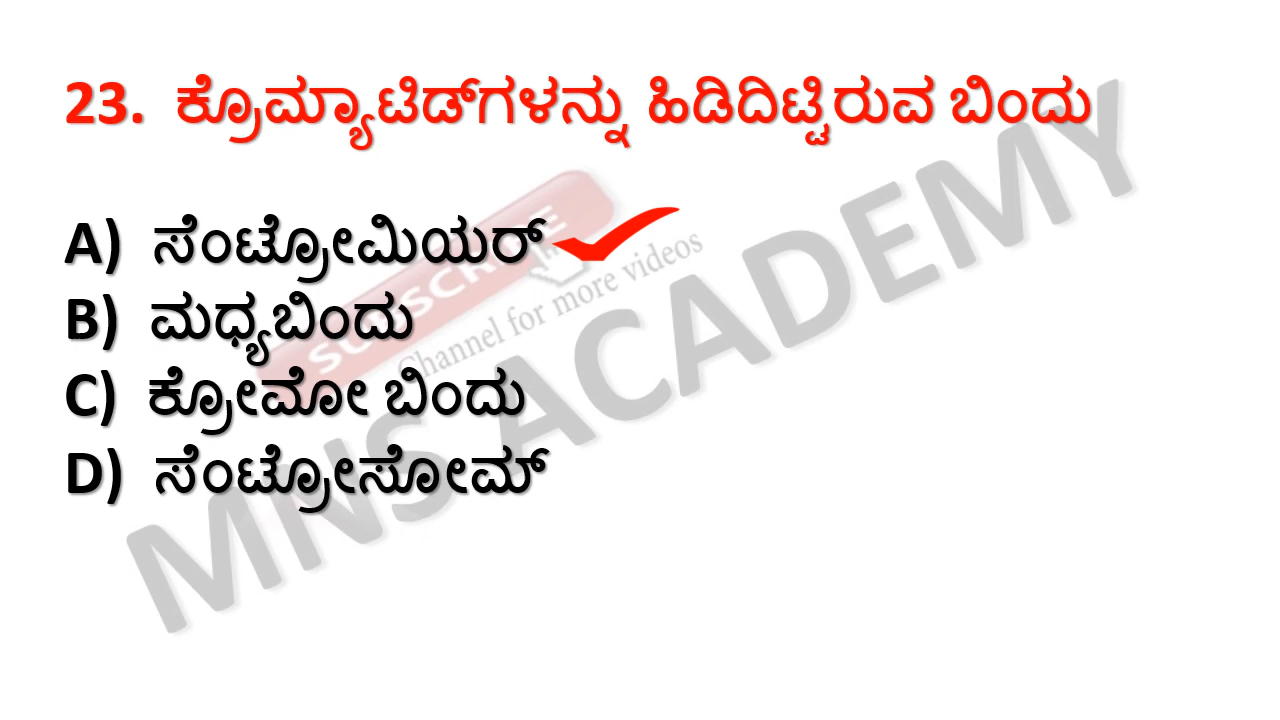 23. ಕ್ರೊಮ್ಯಾಟಿಡ್‌ಗಳನ್ನು ಹಿಡಿದಿಟ್ಟಿರುವ ಬಿಂದು
A) ಸೆಂಟ್ರೋಮಿಯರ್
B) ಮಧ್ಯಬಿಂದು
C) ಕ್ರೋಮೋ ಬಿಂದು
D) ಸೆಂಟ್ರೋಸೋಮ್
SUBSCRIBE
Channel for more videos
MNS ACADEMY